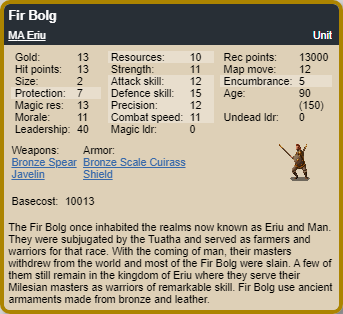 Fir Bolg
MA Eriu Unit
Gold: 13 Resources: 10 Rec points: 13000
Hit points: 13 Strength: 11 Map move: 12
Size: 2 Attack skill: 12 Encumbrance: 5
Protection: 7 Defence skill: 15 Age: 90
Magic res: 13 Precision: 12 (150)
Morale: 11 Combat speed: 11 Undead ldr: 0
Leadership: 40 Magic ldr: 0
Weapons: Armor:
Bronze Spear Bronze Scale Cuirass
Javelin Shield
Basecost: 10013
The Fir Bolg once inhabited the realms now known as Eriu and Man.
They were subjugated by the Tuatha and served as farmers and
warriors for that race. With the coming of man, their masters
withdrew from the world and most of the Fir Bolg were slain. A few of
them still remain in the kingdom of Eriu where they serve their
Milesian masters as warriors of remarkable skill. Fir Bolg use ancient
armaments made from bronze and leather.